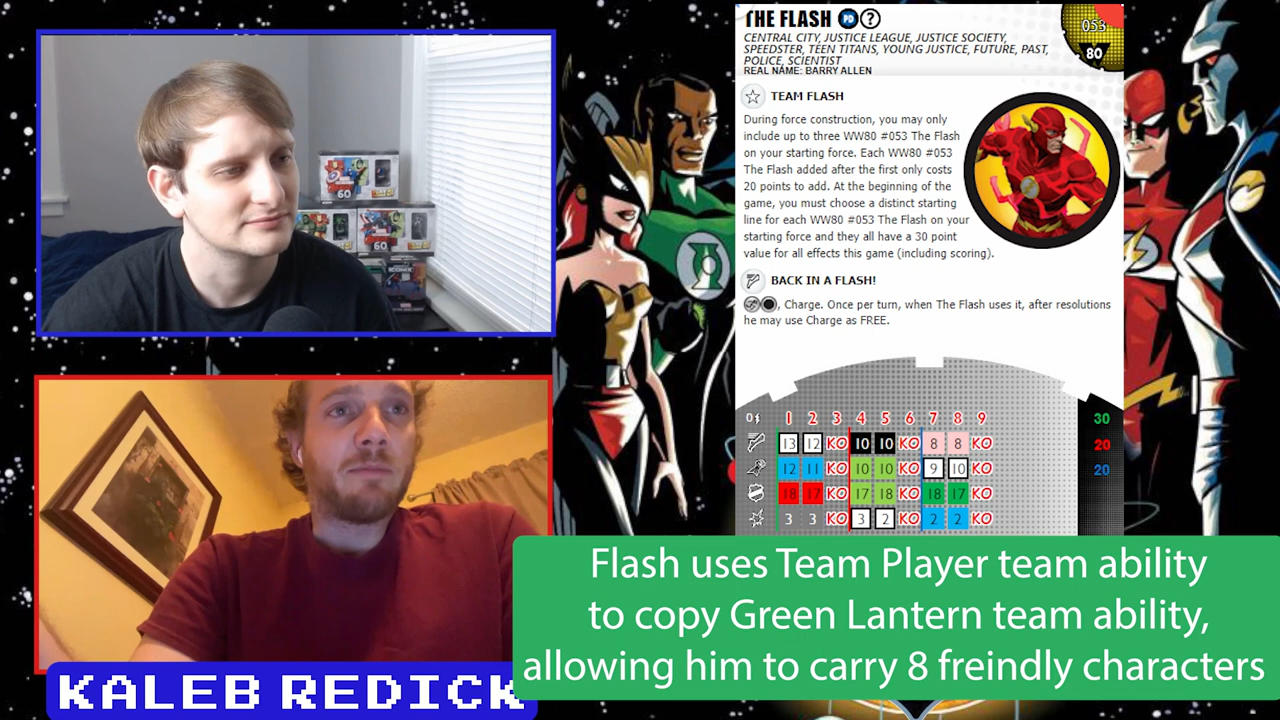 THE FLASH PD ?
053
80
CENTRAL CITY, JUSTICE LEAGUE, JUSTICE SOCIETY,
SPEEDSTER, TEEN TITANS, YOUNG JUSTICE, FUTURE, PAST,
POLICE, SCIENTIST
REAL NAME: BARRY ALLEN
TEAM FLASH
During force construction, you may only
include up to three WW80 #053 The Flash
on your starting force. Each WW80 #053
The Flash added after the first only costs
20 points to add. At the beginning of the
game, you must choose a distinct starting
line for each WW80 #053 The Flash on your
starting force and they all have a 30 point
value for all effects this game (including scoring).
BACK IN A FLASH!
, Charge. Once per turn, when The Flash uses it, after resolutions
he may use Charge as FREE.
0 1 2 3 4 5 6 7 8 9 30
13 12 KO 10 10 KO 8 8 KO 20
12 11 KO 10 10 KO 9 10 KO 20
18 17 KO 17 18 KO 18 17 KO
3 3 KO 3 2 KO 2 2 KO
60
60
Flash uses Team Player team ability
to copy Green Lantern team ability,
allowing him to carry 8 freindly characters
KALEB REDICK